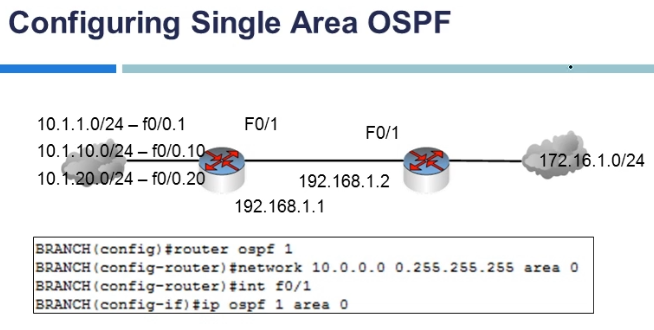 Configuring Single Area OSPF
10.1.1.0/24 – f0/0.1
F0/1
F0/1
10.1.10.0/24 – f0/0.10
172.16.1.0/24
10.1.20.0/24 – f0/0.20
192.168.1.2
192.168.1.1
BRANCH(config)#router ospf 1
BRANCH(config-router)#network 10.0.0.0 0.255.255.255 area 0
BRANCH(config-router)#int f0/1
BRANCH(config-if)#ip ospf 1 area 0